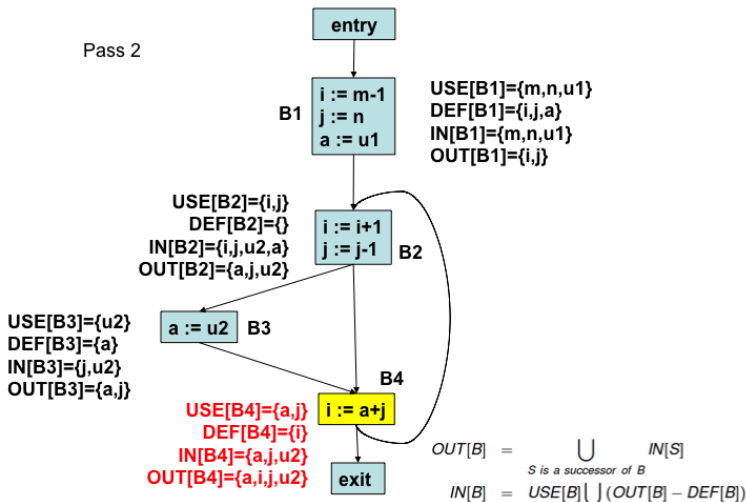 Pass 2
entry
B1
i := m-1
j := n
a := u1
USE[B1]={m,n,u1}
DEF[B1]={i,j,a}
IN[B1]={m,n,u1}
OUT[B1]={i,j}
USE[B2]={i,j}
DEF[B2]={}
IN[B2]={i,j,u2,a}
OUT[B2]={a,j,u2}
i := i+1
j := j-1
B2
USE[B3]={u2}
DEF[B3]={a}
IN[B3]={j,u2}
OUT[B3]={a,j}
a := u2
B3
B4
i := a+j
USE[B4]={a,j}
DEF[B4]={i}
IN[B4]={a,j,u2}
OUT[B4]={a,i,j,u2}
exit
OUT[B] = ⋃ IN[S]
S is a successor of B
IN[B] = USE[B] ⋃ (OUT[B] − DEF[B])